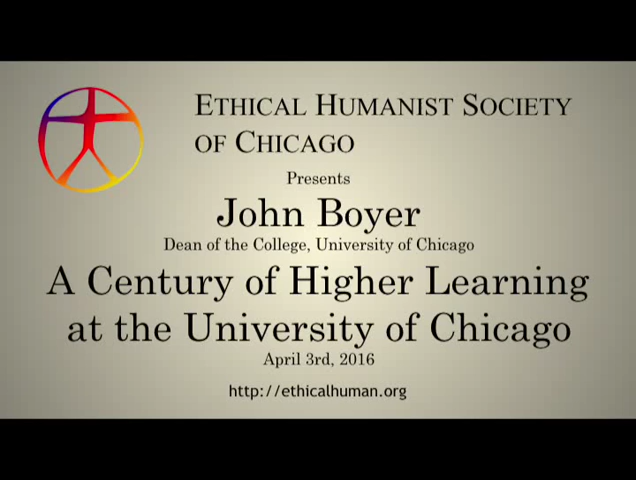 ETHICAL HUMANIST SOCIETY
OF CHICAGO
Presents
John Boyer
Dean of the College, University of Chicago
A Century of Higher Learning
at the University of Chicago
April 3rd, 2016
http://ethicalhuman.org